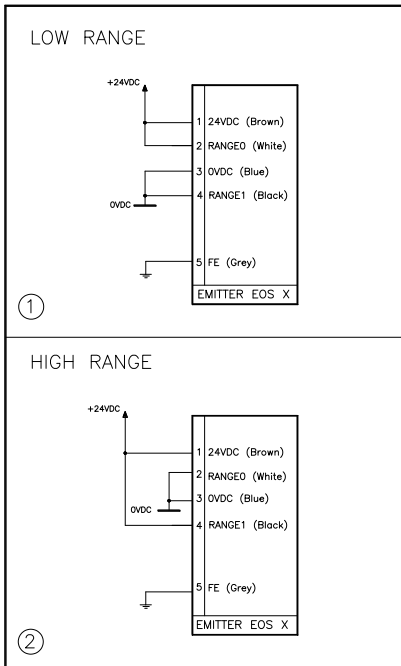 LOW RANGE
+24VDC
1 24VDC (Brown)
2 RANGE0 (White)
3 0VDC (Blue)
4 RANGE1 (Black)
0VDC
5 FE (Grey)
EMITTER EOS X
1
HIGH RANGE
+24VDC
1 24VDC (Brown)
2 RANGE0 (White)
3 0VDC (Blue)
0VDC
4 RANGE1 (Black)
5 FE (Grey)
EMITTER EOS X
2